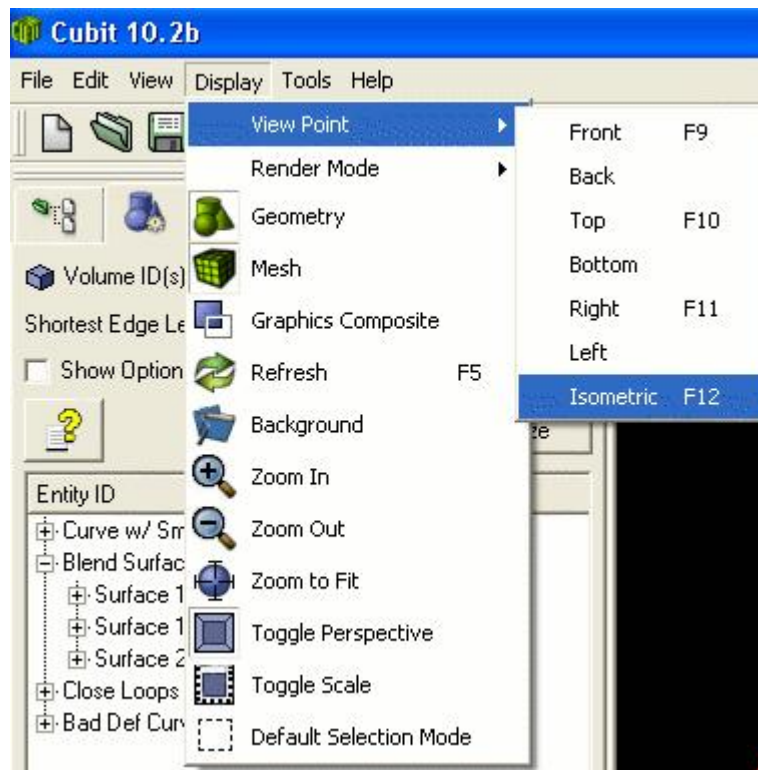 Cubit 10.2b
File Edit View Display Tools Help
View Point
Render Mode
Geometry
Mesh
Graphics Composite
Refresh F5
Background
Zoom In
Zoom Out
Zoom to Fit
Toggle Perspective
Toggle Scale
Default Selection Mode
Front F9
Back
Top F10
Bottom
Right F11
Left
Isometric F12
Volume ID(s)
Shortest Edge Le
Show Option
ze
Entity ID
Curve w/ Sm
Blend Surfac
Surface 1
Surface 1
Surface 2
Close Loops
Bad Def Curv